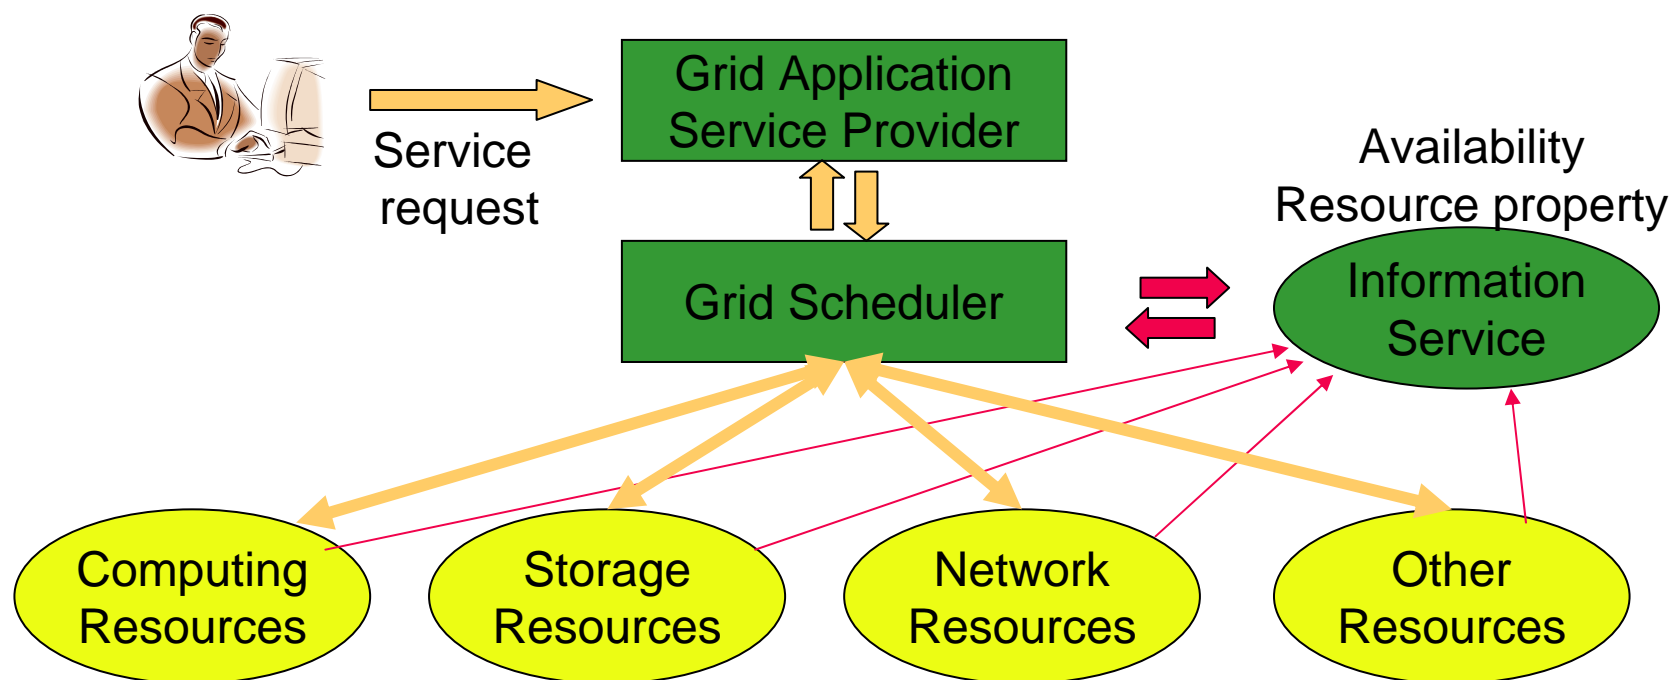 Grid Application
Service Provider
Service
request
Availability
Resource property
Grid Scheduler
Information
Service
Computing
Resources
Storage
Resources
Network
Resources
Other
Resources